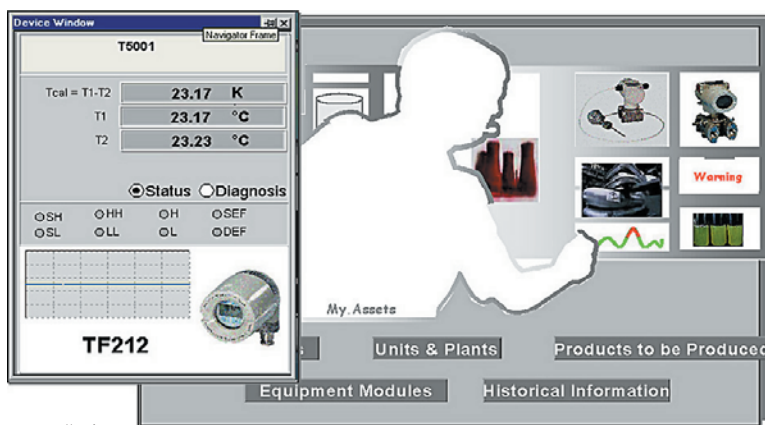 Device Window
Navigator Frame
T5001
Tcal = T1-T2 23.17 K
T1 23.17 °C
T2 23.23 °C
Status Diagnosis
SH HH H SEF
SL LL L DEF
TF212
Warning
My.Assets
Units & Plants
Products to be Produced
Equipment Modules
Historical Information